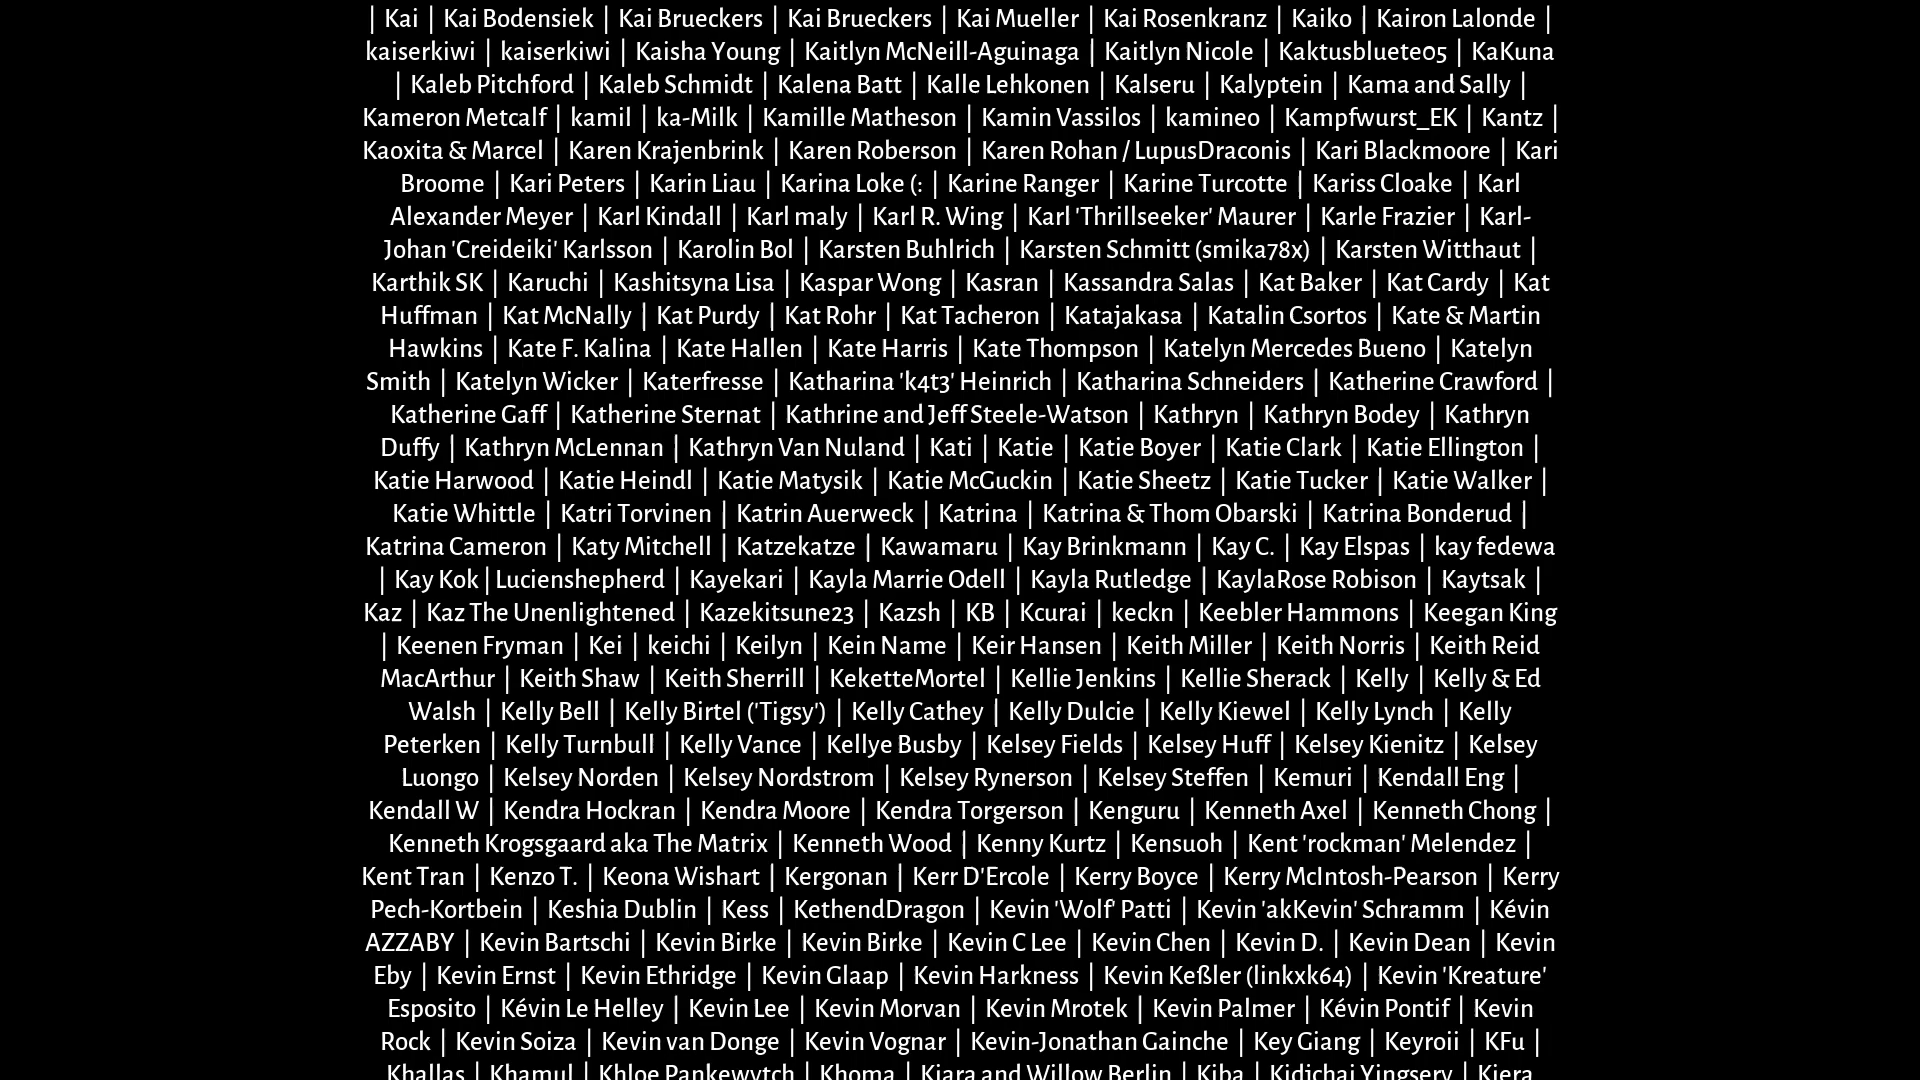 | Kai | Kai Bodensiek | Kai Brueckers | Kai Brueckers | Kai Mueller | Kai Rosenkranz | Kaiko | Kairon Lalonde |
kaiserkiwi | kaiserkiwi | Kaisha Young | Kaitlyn McNeill-Aguinaga | Kaitlyn Nicole | Kaktusbluete05 | KaKuna
| Kaleb Pitchford | Kaleb Schmidt | Kalena Batt | Kalle Lehkonen | Kalseru | Kalyptein | Kama and Sally |
Kameron Metcalf | kamil | ka-Milk | Kamille Matheson | Kamin Vassilos | kamineo | Kampfwurst_EK | Kantz |
Kaoxita & Marcel | Karen Krajenbrink | Karen Roberson | Karen Rohan / LupusDraconis | Kari Blackmoore | Kari
Broome | Kari Peters | Karin Liau | Karina Loke (: | Karine Ranger | Karine Turcotte | Kariss Cloake | Karl
Alexander Meyer | Karl Kindall | Karl maly | Karl R. Wing | Karl 'Thrillseeker' Maurer | Karle Frazier | Karl-
Johan 'Creideiki' Karlsson | Karolin Bol | Karsten Buhlrich | Karsten Schmitt (smika78x) | Karsten Witthaut |
Karthik SK | Karuchi | Kashitsyna Lisa | Kaspar Wong | Kasran | Kassandra Salas | Kat Baker | Kat Cardy | Kat
Huffman | Kat McNally | Kat Purdy | Kat Rohr | Kat Tacheron | Katajakasa | Katalin Csortos | Kate & Martin
Hawkins | Kate F. Kalina | Kate Hallen | Kate Harris | Kate Thompson | Katelyn Mercedes Bueno | Katelyn
Smith | Katelyn Wicker | Katerfresse | Katharina 'k4t3' Heinrich | Katharina Schneiders | Katherine Crawford |
Katherine Gaff | Katherine Sternat | Kathrine and Jeff Steele-Watson | Kathryn | Kathryn Bodey | Kathryn
Duffy | Kathryn McLennan | Kathryn Van Nuland | Kati | Katie | Katie Boyer | Katie Clark | Katie Ellington |
Katie Harwood | Katie Heindl | Katie Matysik | Katie McGuckin | Katie Sheetz | Katie Tucker | Katie Walker |
Katie Whittle | Katri Torvinen | Katrin Auerweck | Katrina | Katrina & Thom Obarski | Katrina Bonderud |
Katrina Cameron | Katy Mitchell | Katzekatze | Kawamaru | Kay Brinkmann | Kay C. | Kay Elspas | kay fedewa
| Kay Kok | Lucienshepherd | Kayekari | Kayla Marrie Odell | Kayla Rutledge | KaylaRose Robison | Kaytsak |
Kaz | Kaz The Unenlightened | Kazekitsune23 | Kazsh | KB | Kcurai | keckn | Keebler Hammons | Keegan King
| Keenen Fryman | Kei | keichi | Keilyn | Kein Name | Keir Hansen | Keith Miller | Keith Norris | Keith Reid
MacArthur | Keith Shaw | Keith Sherrill | KeketteMortel | Kellie Jenkins | Kellie Sherack | Kelly | Kelly & Ed
Walsh | Kelly Bell | Kelly Birtel ('Tigsy') | Kelly Cathey | Kelly Dulcie | Kelly Kiewel | Kelly Lynch | Kelly
Peterken | Kelly Turnbull | Kelly Vance | Kellye Busby | Kelsey Fields | Kelsey Huff | Kelsey Kienitz | Kelsey
Luongo | Kelsey Norden | Kelsey Nordstrom | Kelsey Rynerson | Kelsey Steffen | Kemuri | Kendall Eng |
Kendall W | Kendra Hockran | Kendra Moore | Kendra Torgerson | Kenguru | Kenneth Axel | Kenneth Chong |
Kenneth Krogsgaard aka The Matrix | Kenneth Wood | Kenny Kurtz | Kensuoh | Kent 'rockman' Melendez |
Kent Tran | Kenzo T. | Keona Wishart | Kergonan | Kerr D'Ercole | Kerry Boyce | Kerry McIntosh-Pearson | Kerry
Pech-Kortbein | Keshia Dublin | Kess | KethendDragon | Kevin 'Wolf' Patti | Kevin 'akKevin' Schramm | Kévin
AZZABY | Kevin Bartschi | Kevin Birke | Kevin Birke | Kevin C Lee | Kevin Chen | Kevin D. | Kevin Dean | Kevin
Eby | Kevin Ernst | Kevin Ethridge | Kevin Glaap | Kevin Harkness | Kevin Keßler (linkxk64) | Kevin 'Kreature'
Esposito | Kévin Le Helley | Kevin Lee | Kevin Morvan | Kevin Mrotek | Kevin Palmer | Kévin Pontif | Kevin
Rock | Kevin Soiza | Kevin van Donge | Kevin Vognar | Kevin-Jonathan Gainche | Key Giang | Keyroii | KFu |
Khallas | Khamul | Khloe Pankewytch | Khoma | Kiara and Willow Berlin | Kiba | Kidjchai Yingsery | Kiera